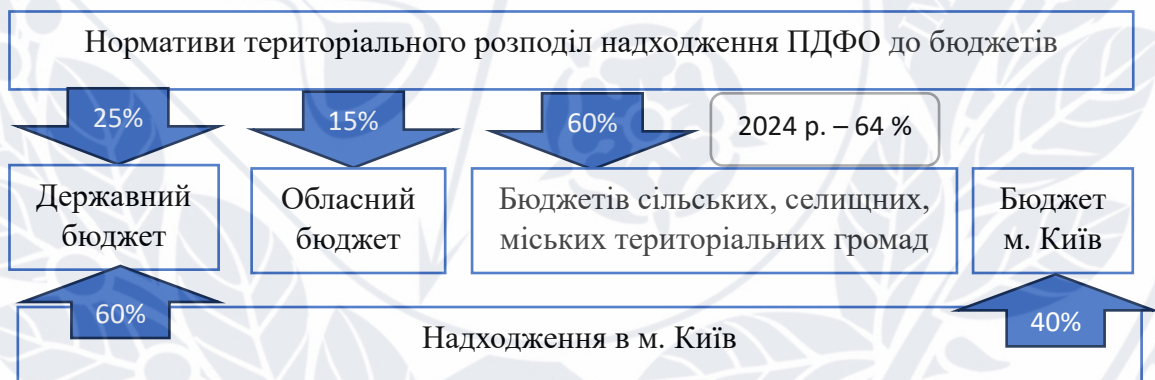 Нормативи територіального розподіл надходження ПДФО до бюджетів
25%
15%
60%
2024 р. – 64 %
Державний
бюджет
Обласний
бюджет
Бюджетів сільських, селищних,
міських територіальних громад
Бюджет
м. Київ
60%
Надходження в м. Київ
40%